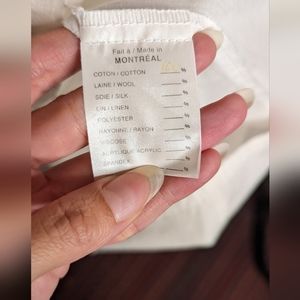 Fait à / Made in
MONTRÉAL
COTON / COTTON %
LAINE / WOOL %
SOIE / SILK %
LIN / LINEN %
POLYESTER %
RAYONNE / RAYON %
VISCOSE %
ACRYLIQUE ACRYLIC %
SPANDEX %